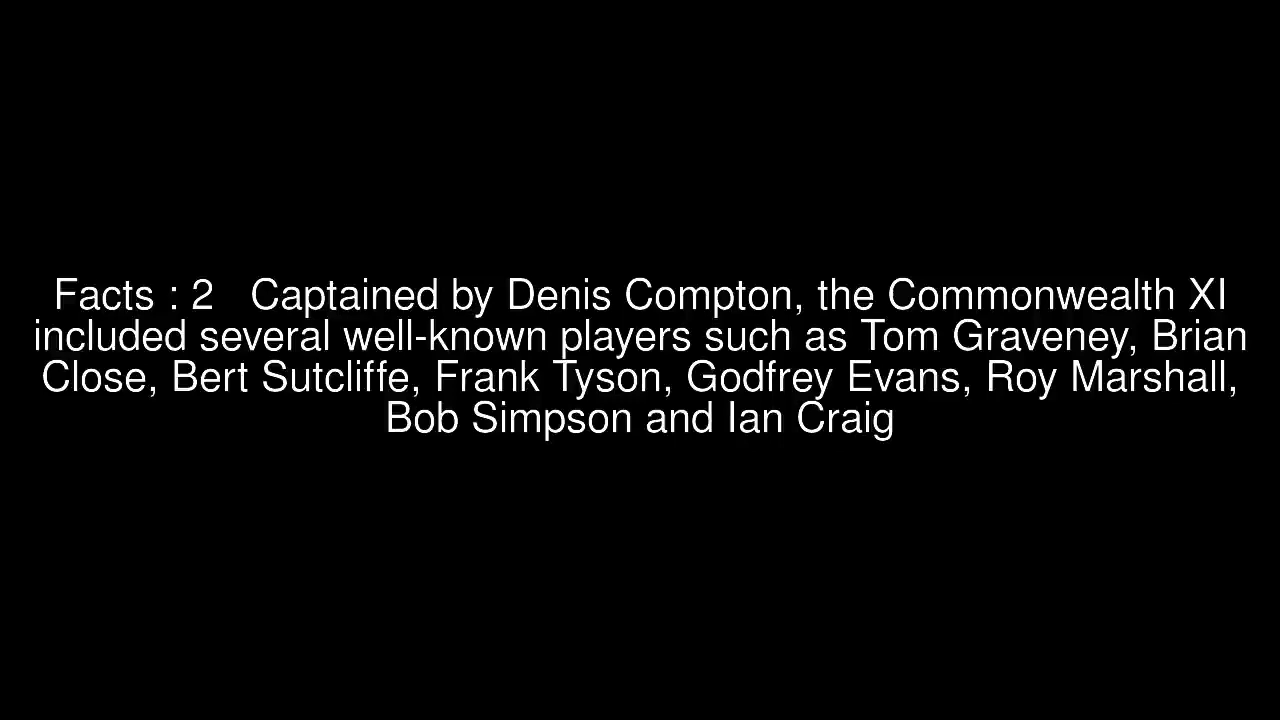 Facts : 2   Captained by Denis Compton, the Commonwealth XI
included several well-known players such as Tom Graveney, Brian
Close, Bert Sutcliffe, Frank Tyson, Godfrey Evans, Roy Marshall,
Bob Simpson and Ian Craig